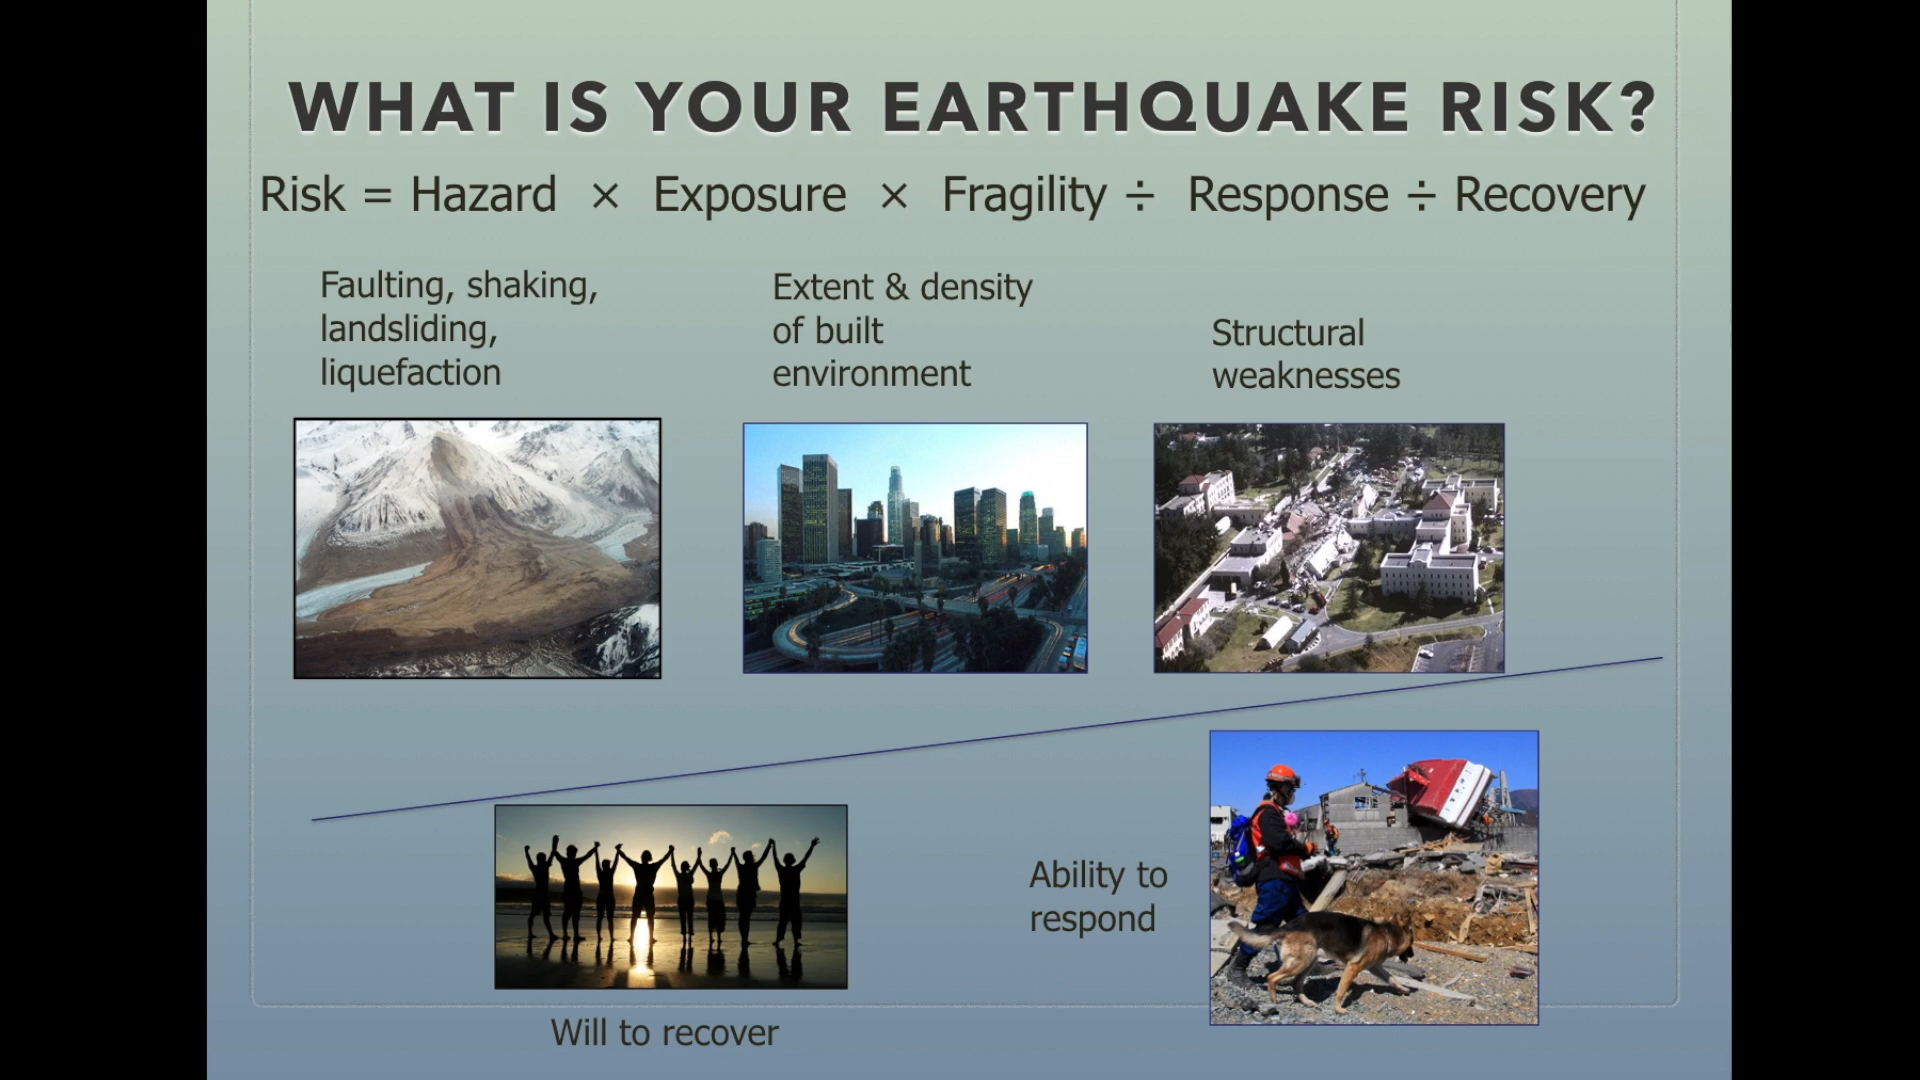 WHAT IS YOUR EARTHQUAKE RISK?
Risk = Hazard × Exposure × Fragility ÷ Response ÷ Recovery
Faulting, shaking,
landsliding,
liquefaction
Extent & density
of built
environment
Structural
weaknesses
Ability to
respond
Will to recover